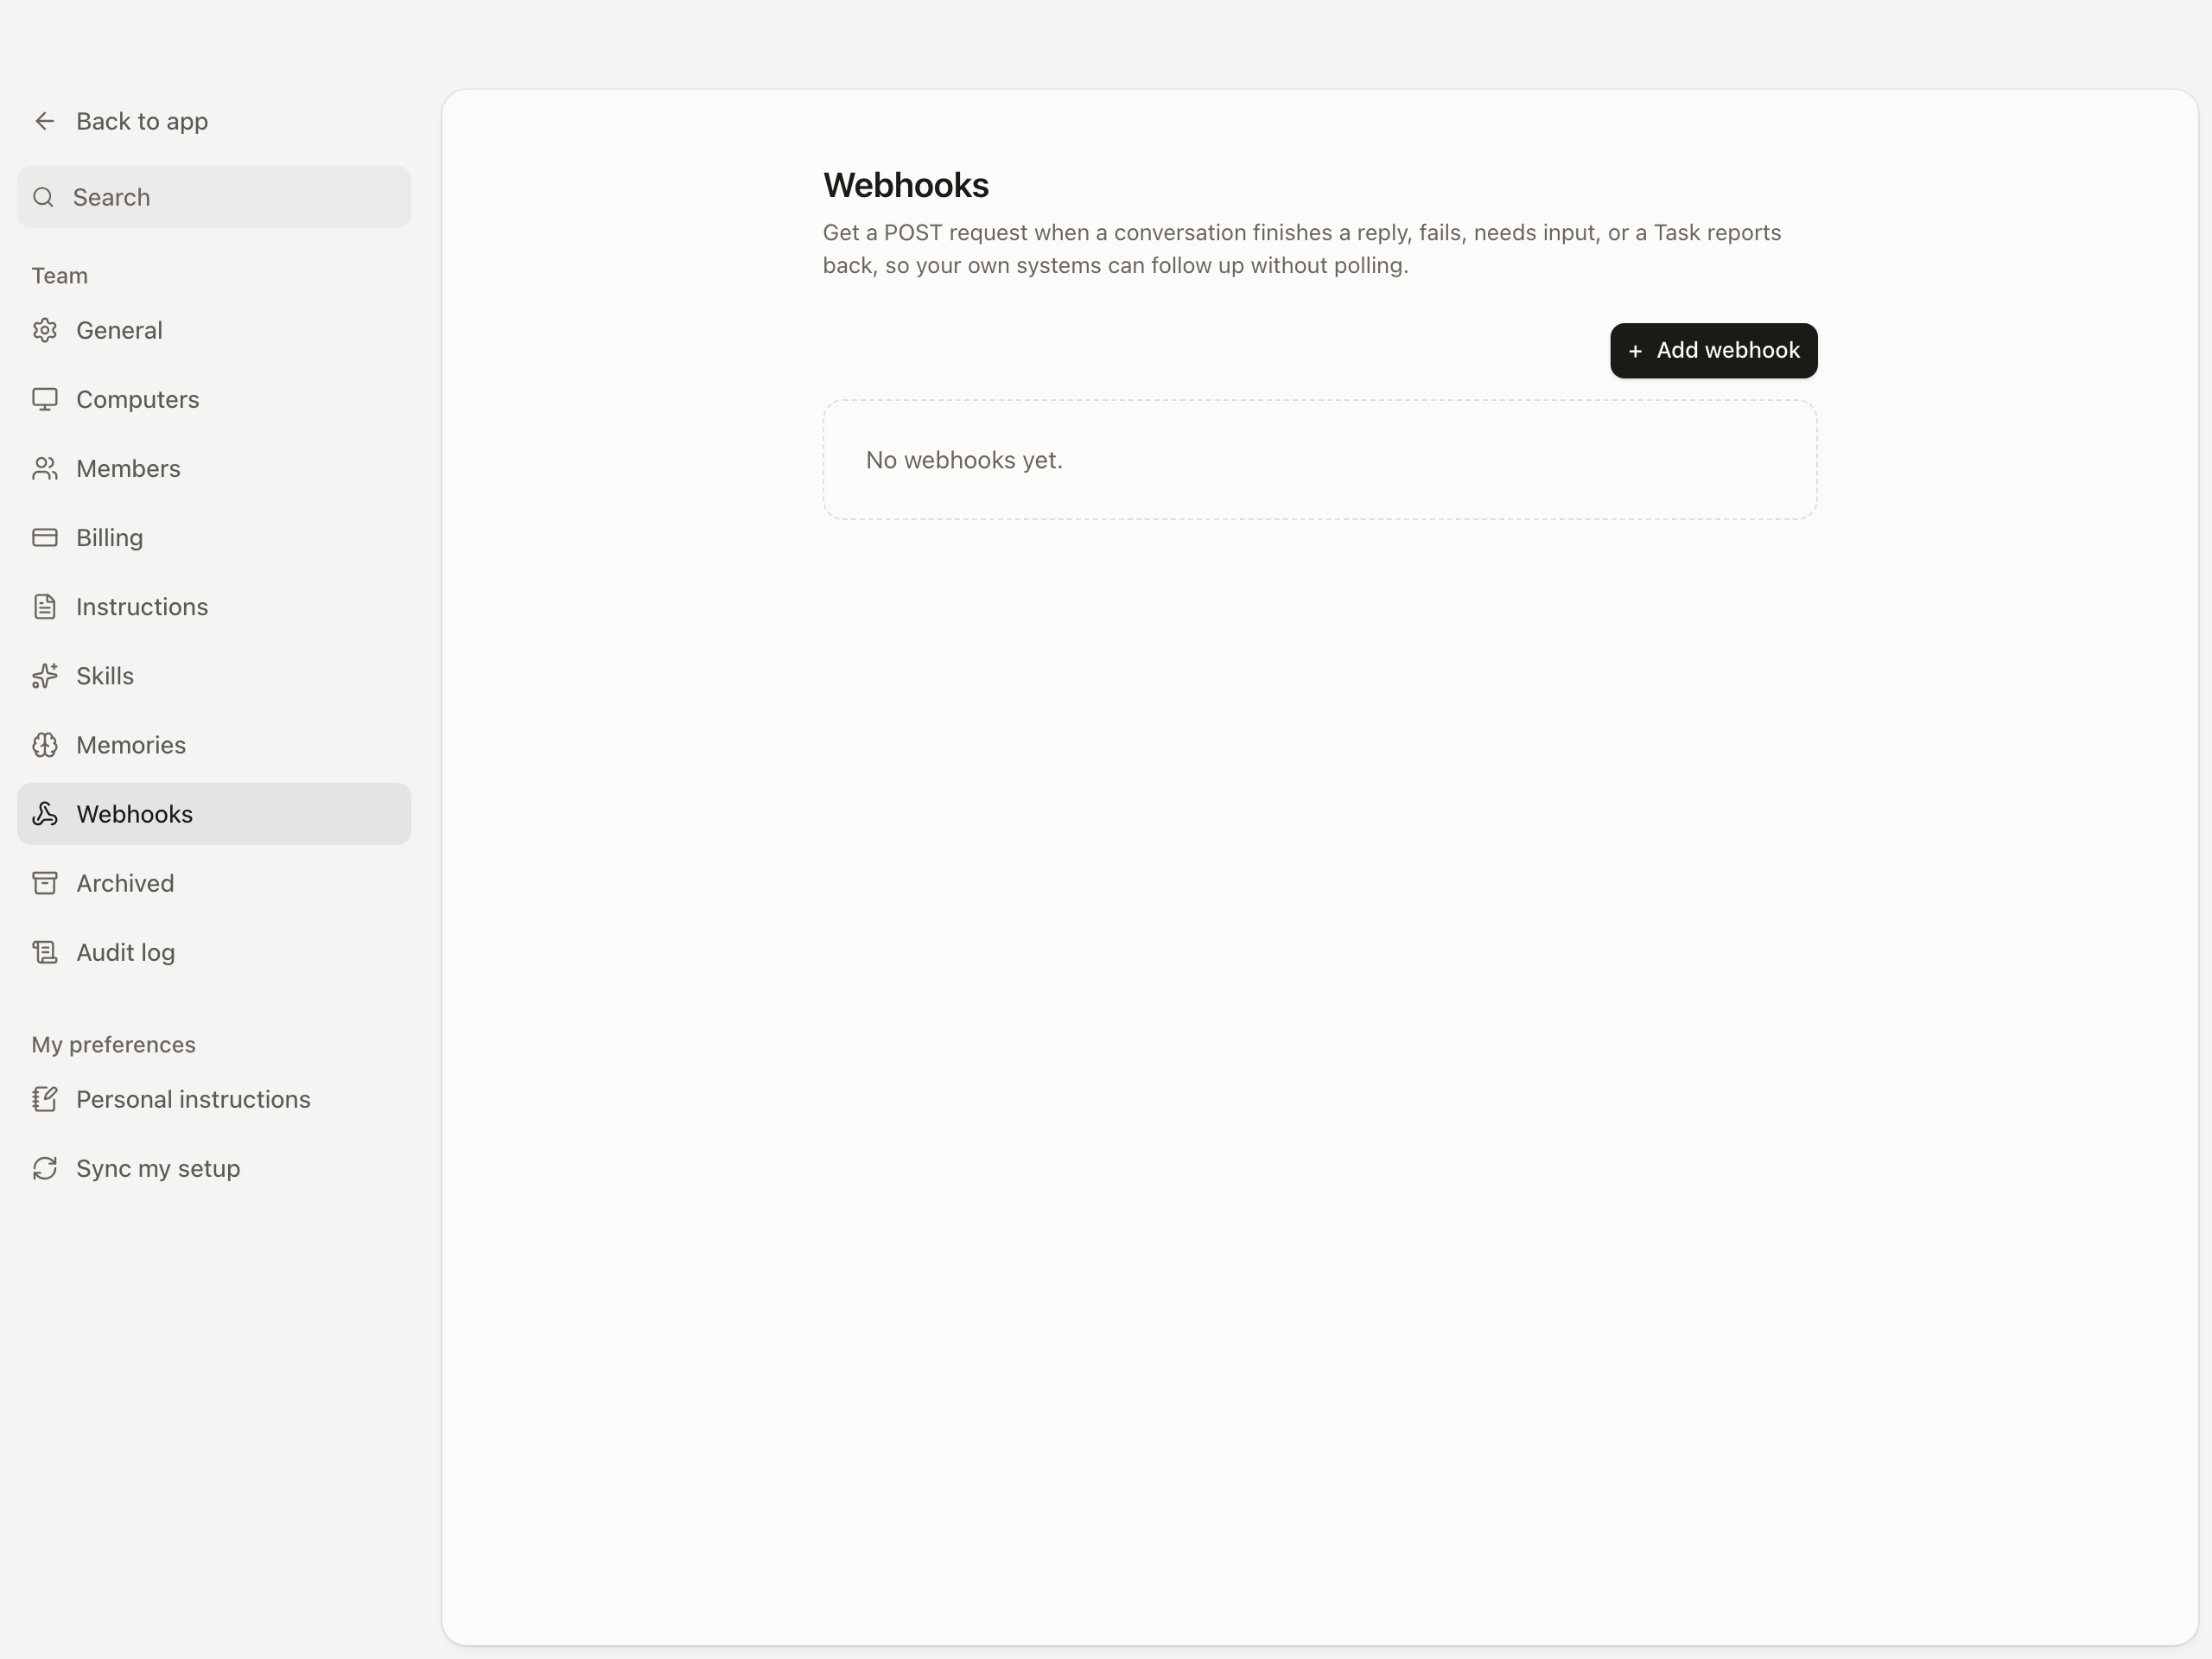 Back to app
Search
Team
General
Computers
Members
Billing
Instructions
Skills
Memories
Webhooks
Archived
Audit log
My preferences
Personal instructions
Sync my setup
Webhooks
Get a POST request when a conversation finishes a reply, fails, needs input, or a Task reports
back, so your own systems can follow up without polling.
+ Add webhook
No webhooks yet.